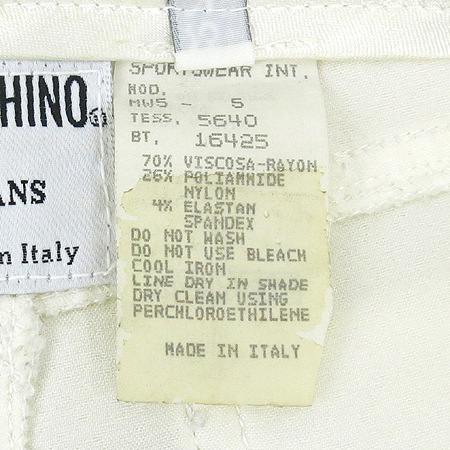 HINO
ANS
n Italy
SPORTSWEAR INT.
MOD.
MW5 - 5
TESS. 5640
BT. 16425
70% VISCOSA-RAYON
26% POLIAMMIDE
NYLON
4% ELASTAN
SPANDEX
DO NOT WASH
DO NOT USE BLEACH
COOL IRON
LINE DRY IN SHADE
DRY CLEAN USING
PERCHLOROETHILENE
MADE IN ITALY